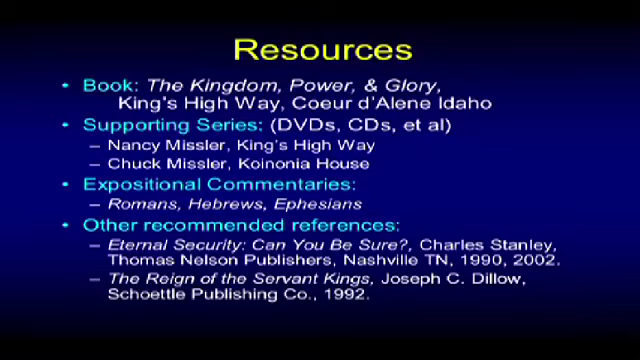 Resources
• Book: The Kingdom, Power, & Glory,
King's High Way, Coeur d'Alene Idaho
• Supporting Series: (DVDs, CDs, et al)
– Nancy Missler, King's High Way
– Chuck Missler, Koinonia House
• Expositional Commentaries:
– Romans, Hebrews, Ephesians
• Other recommended references:
– Eternal Security: Can You Be Sure?, Charles Stanley,
Thomas Nelson Publishers, Nashville TN, 1990, 2002.
– The Reign of the Servant Kings, Joseph C. Dillow,
Schoettle Publishing Co., 1992.